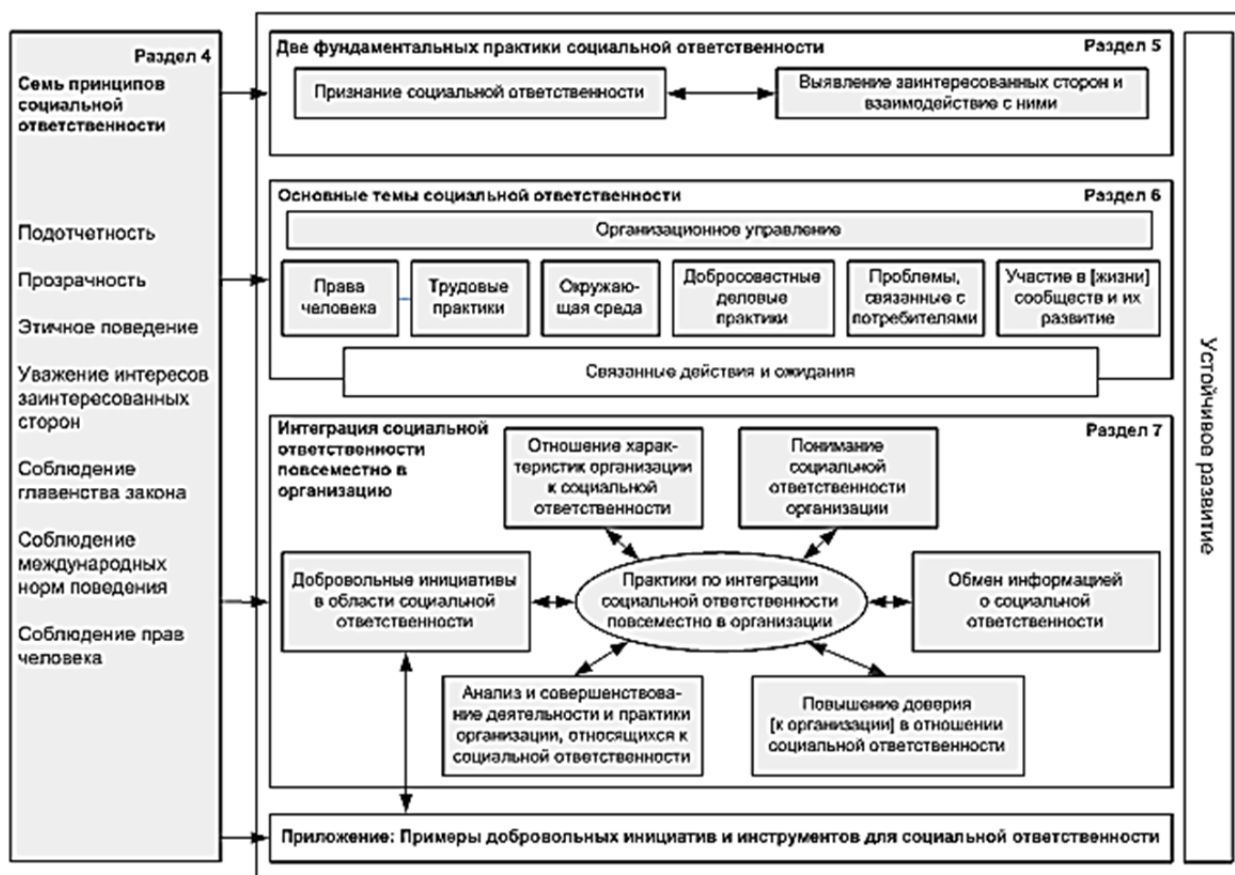 Раздел 4
Семь принципов
социальной
ответственности
Подотчетность
Прозрачность
Этичное поведение
Уважение интересов
заинтересованных
сторон
Соблюдение
главенства закона
Соблюдение
международных
норм поведения
Соблюдение прав
человека
Две фундаментальных практики социальной ответственности
Раздел 5
Признание социальной ответственности
Выявление заинтересованных сторон и
взаимодействие с ними
Основные темы социальной ответственности
Раздел 6
Организационное управление
Права
человека
Трудовые
практики
Окружаю-
щая среда
Добросовестные
деловые
практики
Проблемы,
связанные с
потребителями
Участие в [жизни]
сообществ и их
развитие
Связанные действия и ожидания
Интеграция социальной
ответственности
повсеместно в
организацию
Раздел 7
Отношение харак-
теристик организации
к социальной
ответственности
Понимание
социальной
ответственности
организации
Добровольные инициативы
в области социальной
ответственности
Практики по интеграции
социальной ответственности
повсеместно в организации
Обмен информацией
о социальной
ответственности
Анализ и совершенствова-
ние деятельности и практики
организации, относящихся к
социальной ответственности
Повышение доверия
[к организации] в отношении
социальной ответственности
Приложение: Примеры добровольных инициатив и инструментов для социальной ответственности
Устойчивое развитие